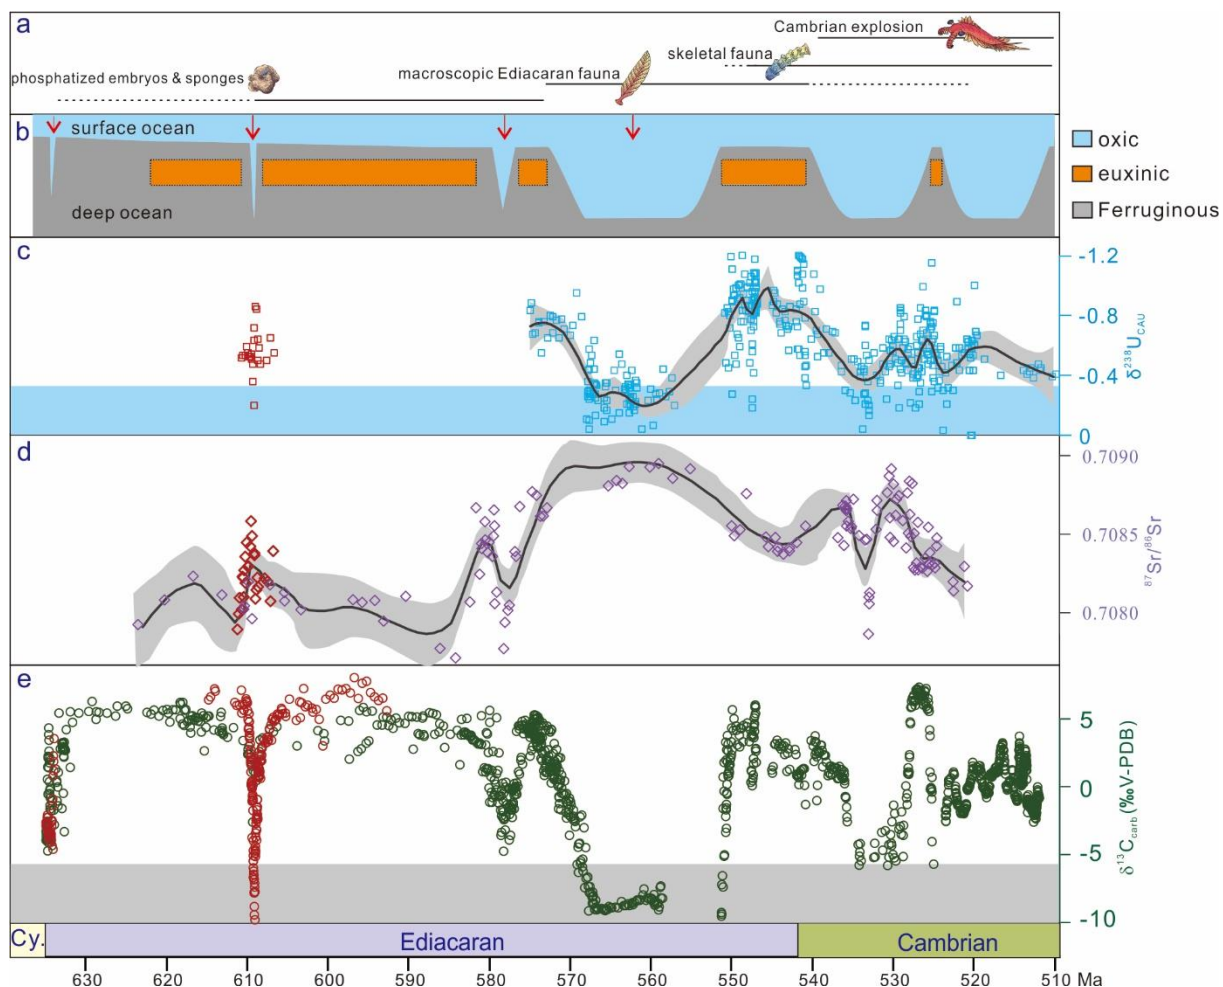 a
Cambrian explosion
skeletal fauna
macroscopic Ediacaran fauna
phosphatized embryos & sponges
b
surface ocean
deep ocean
oxic
euxinic
Ferruginous
c
-1.2
-0.8
-0.4
0
δ238UCAU
d
0.7090
0.7085
0.7080
87Sr/86Sr
e
5
0
-5
-10
δ13Ccarb (‰V-PDB)
Cy. Ediacaran Cambrian
630 620 610 600 590 580 570 560 550 540 530 520 510 Ma